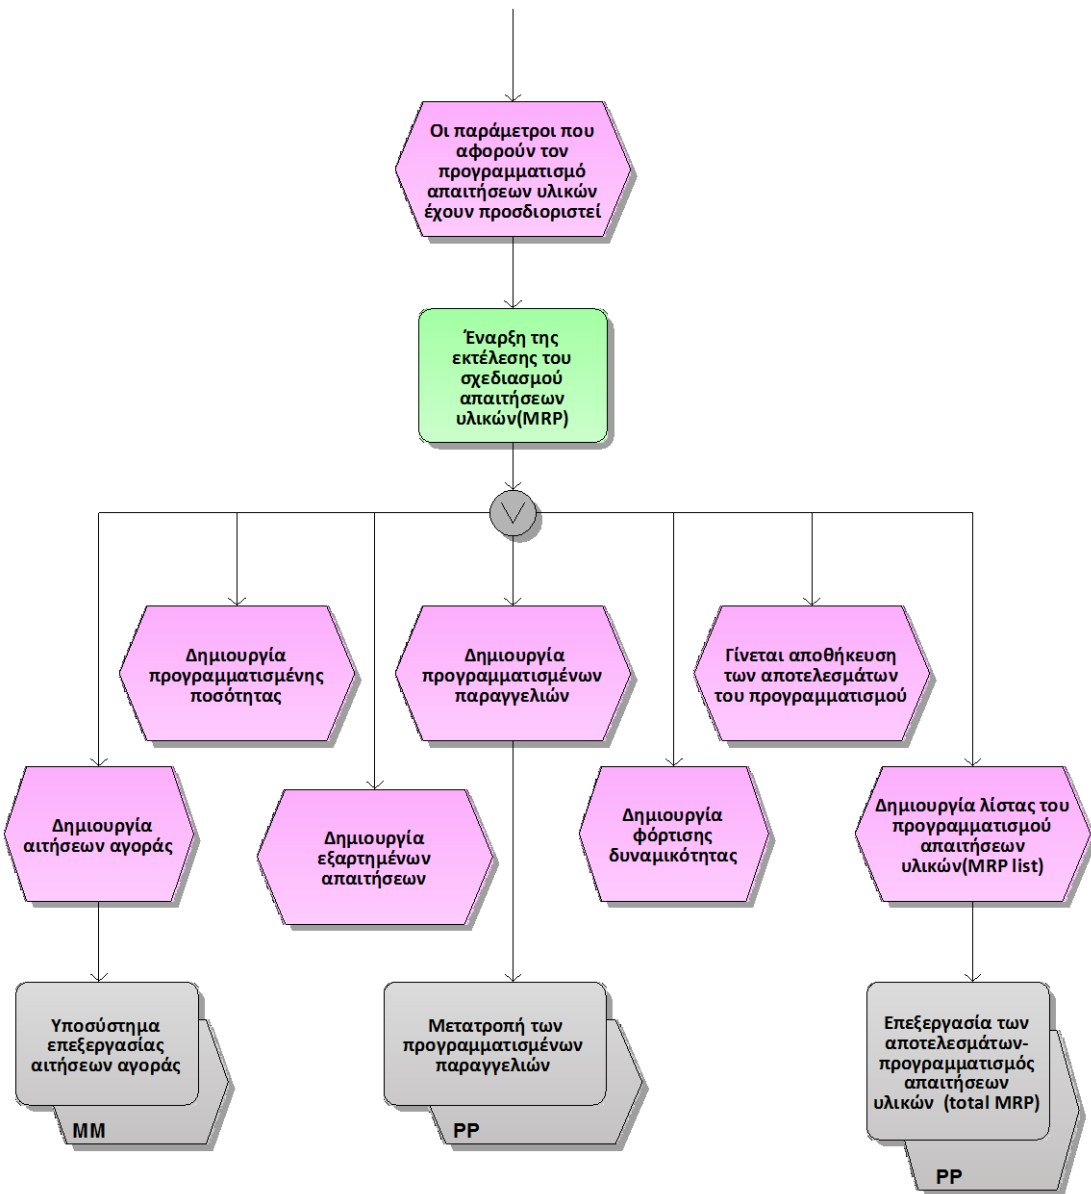 Οι παράμετροι που
αφορούν τον
προγραμματισμό
απαιτήσεων υλικών
έχουν προσδιοριστεί
Έναρξη της
εκτέλεσης του
σχεδιασμού
απαιτήσεων
υλικών(MRP)
Δημιουργία
προγραμματισμένης
ποσότητας
Δημιουργία
προγραμματισμένων
παραγγελιών
Γίνεται αποθήκευση
των αποτελεσμάτων
του προγραμματισμού
Δημιουργία
αιτήσεων αγοράς
Δημιουργία
εξαρτημένων
απαιτήσεων
Δημιουργία
φόρτισης
δυναμικότητας
Δημιουργία λίστας του
προγραμματισμού
απαιτήσεων
υλικών(MRP list)
Υποσύστημα
επεξεργασίας
αιτήσεων αγοράς
MM
Μετατροπή των
προγραμματισμένων
παραγγελιών
PP
Επεξεργασία των
αποτελεσμάτων-
προγραμματισμός
απαιτήσεων
υλικών (total MRP)
PP